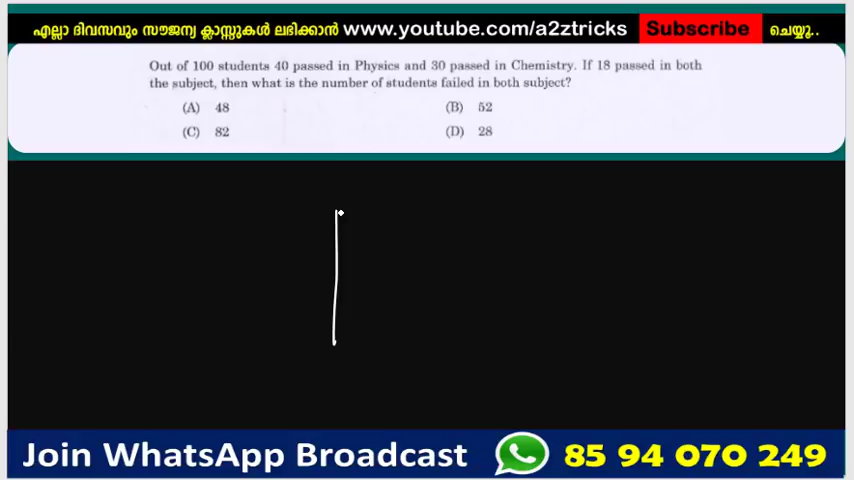 എല്ലാ ദിവസവും സൗജന്യ ക്ലാസ്സുകൾ ലഭിക്കാൻ www.youtube.com/a2ztricks Subscribe ചെയ്യൂ..
Out of 100 students 40 passed in Physics and 30 passed in Chemistry. If 18 passed in both
the subject, then what is the number of students failed in both subject?
(A) 48 (B) 52
(C) 82 (D) 28
Join WhatsApp Broadcast 85 94 070 249